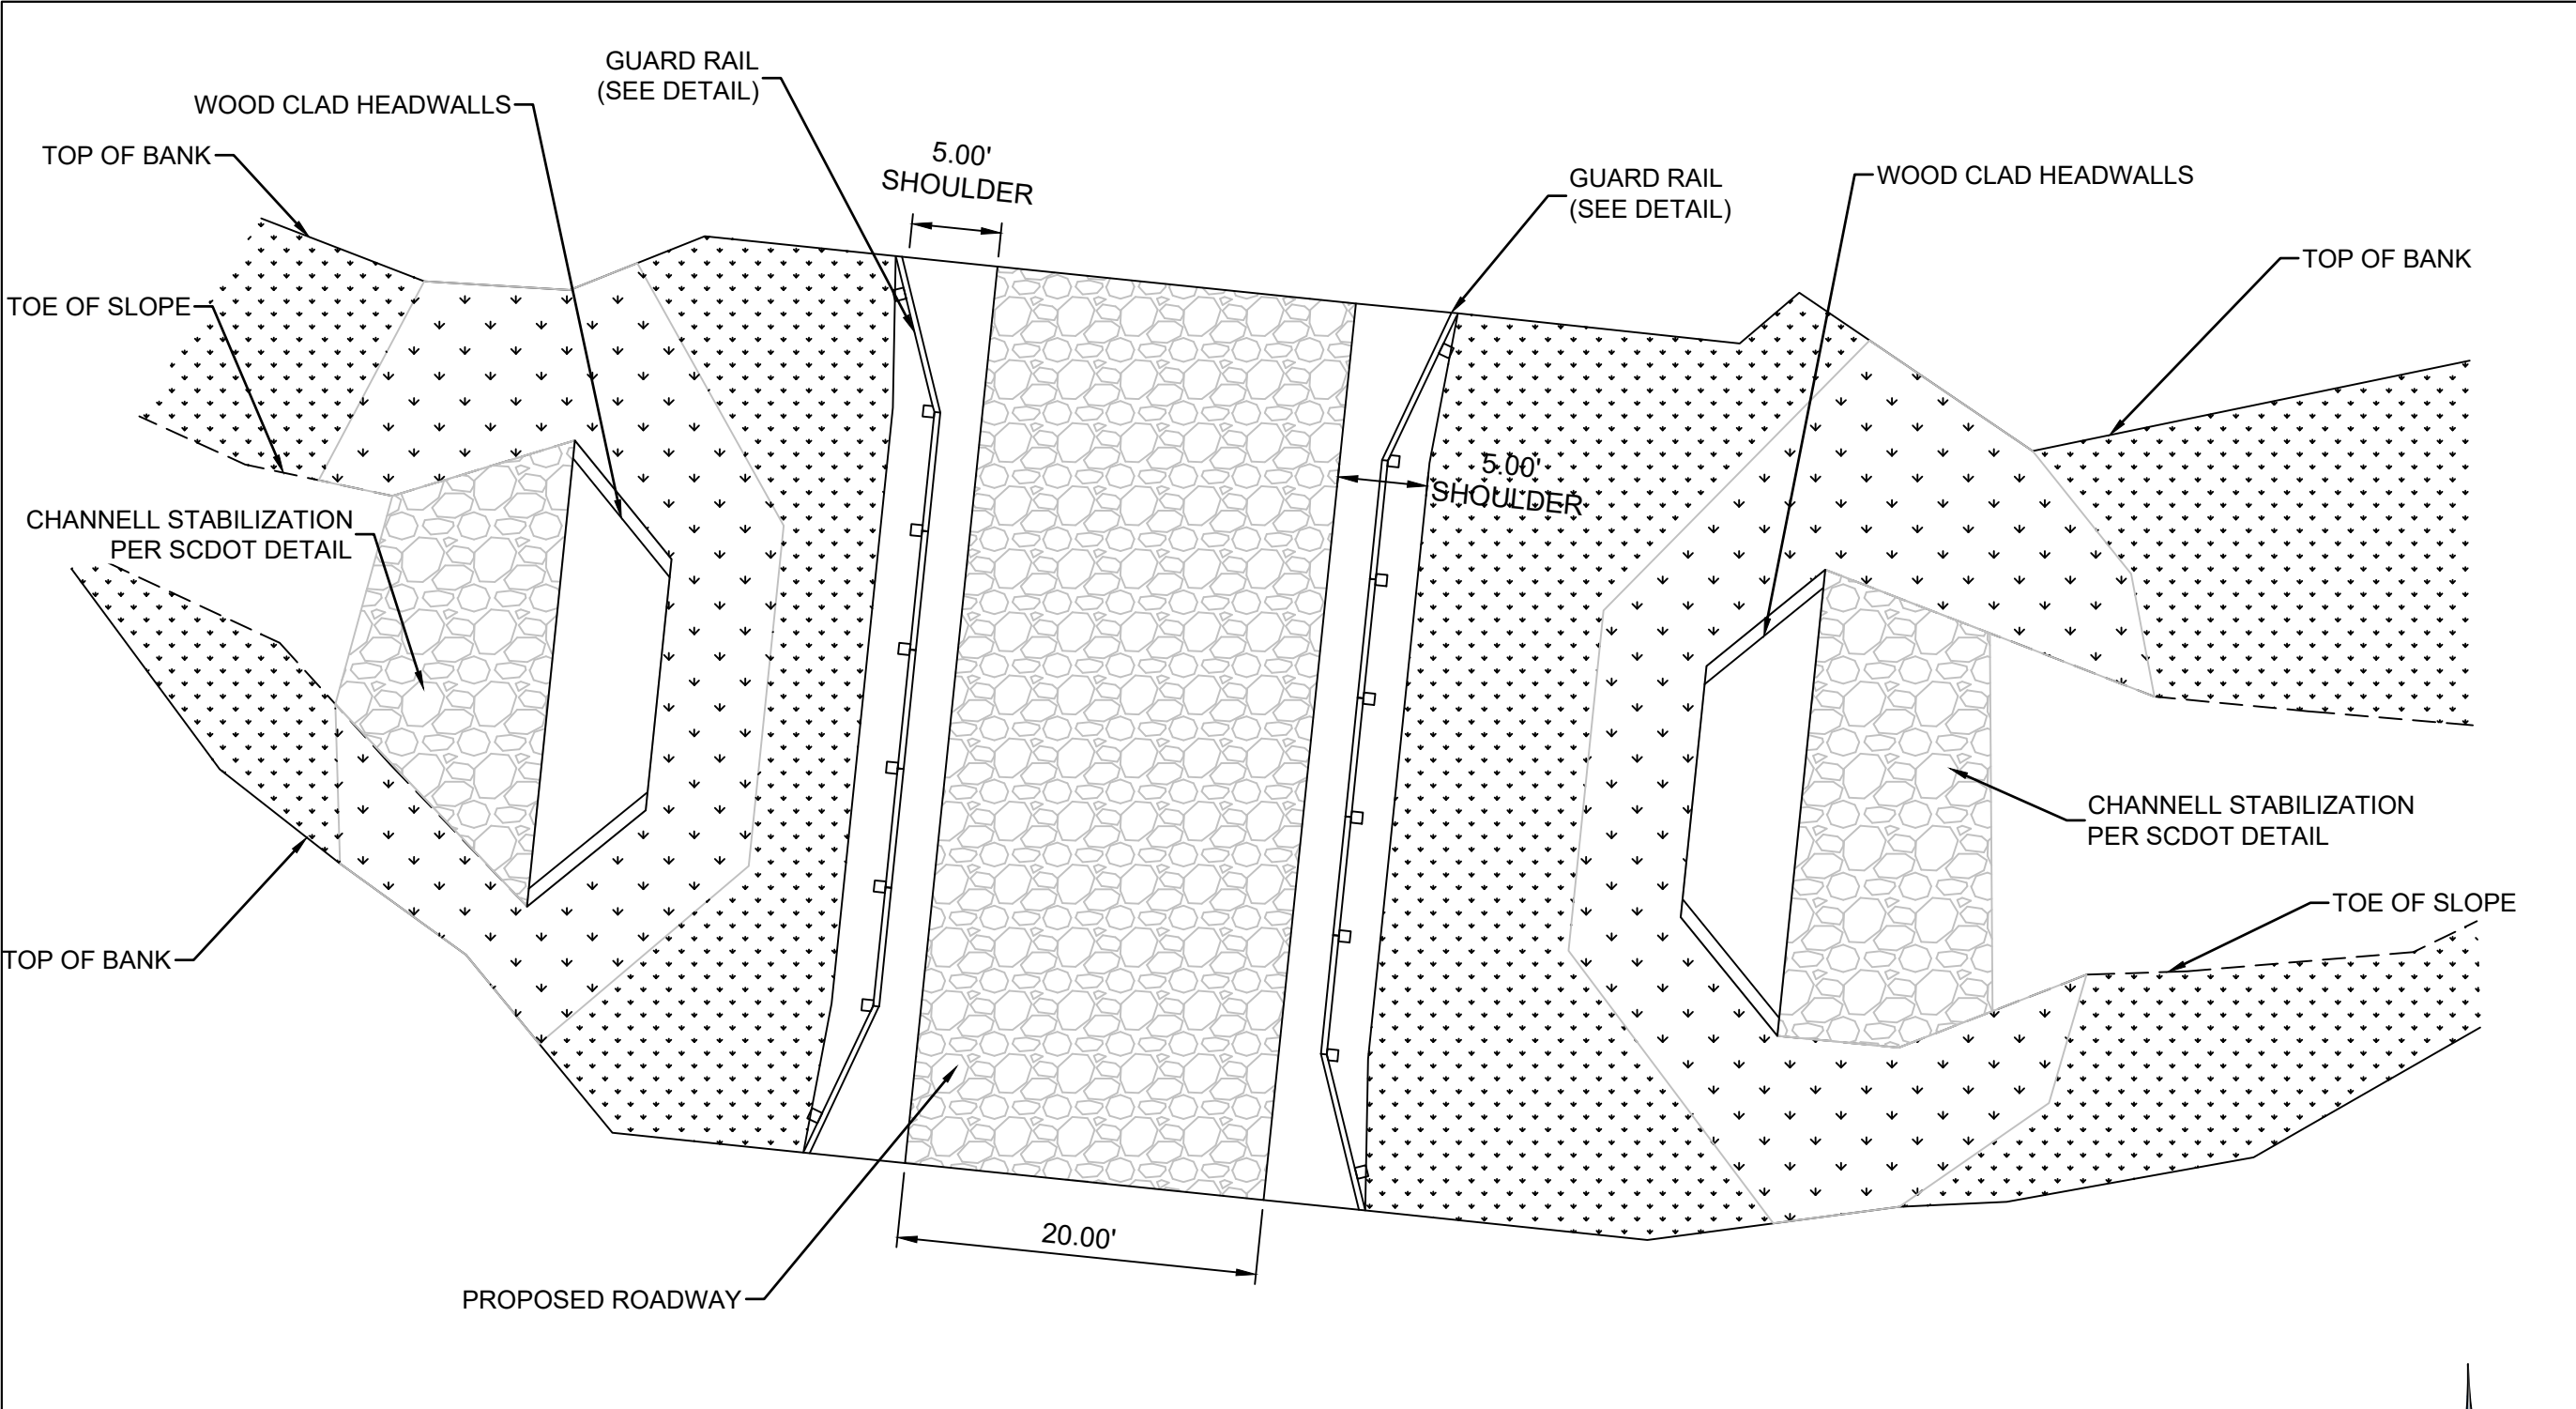 GUARD RAIL
(SEE DETAIL)
WOOD CLAD HEADWALLS
TOP OF BANK
5.00'
SHOULDER
GUARD RAIL
(SEE DETAIL)
WOOD CLAD HEADWALLS
TOP OF BANK
TOE OF SLOPE
5.00'
SHOULDER
CHANNELL STABILIZATION
PER SCDOT DETAIL
CHANNELL STABILIZATION
PER SCDOT DETAIL
TOE OF SLOPE
TOP OF BANK
20.00'
PROPOSED ROADWAY